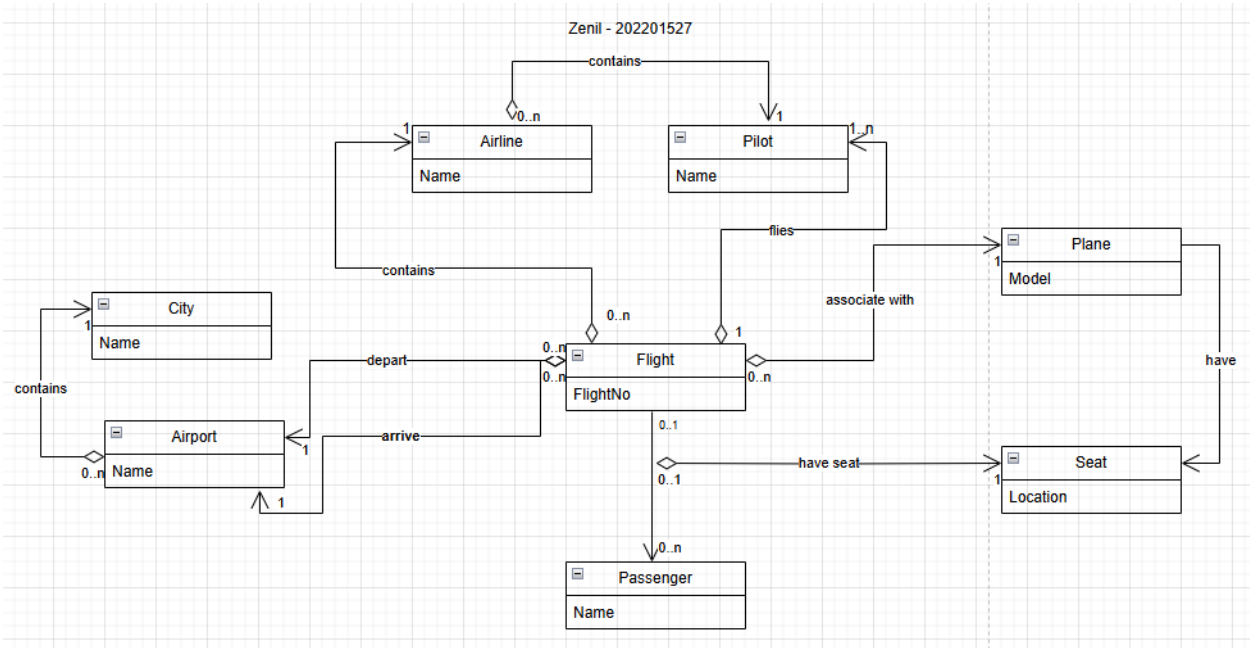 Zenil - 202201527
contains
0..n
1
1
Airline
Name
Pilot
1..n
Name
flies
contains
Plane
1
Model
associate with
0..n
1
City
1
Name
0..n
depart
Flight
0..n
0..n
FlightNo
have
contains
Airport
1
Name
0..n
arrive
1
0..1
have seat
0..1
Seat
1
Location
0..n
Passenger
Name